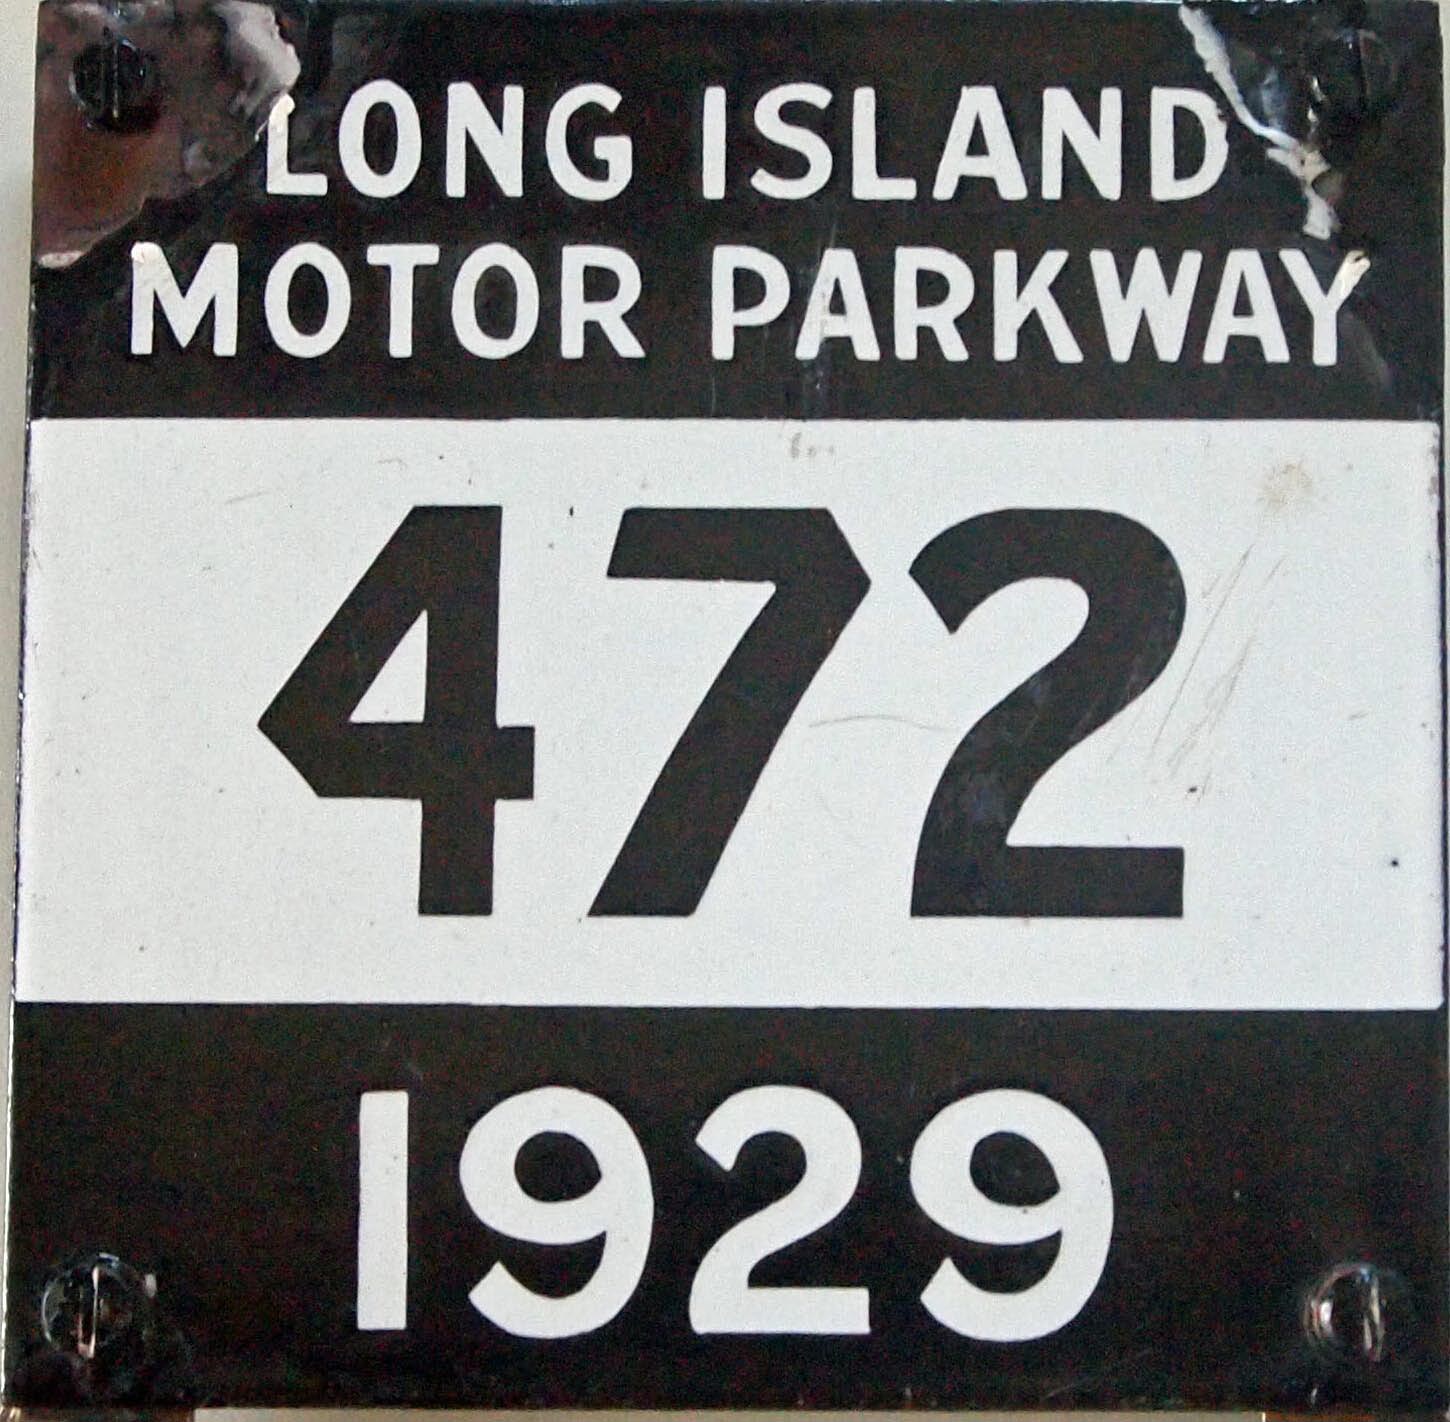 LONG ISLAND
MOTOR PARKWAY
472
1929